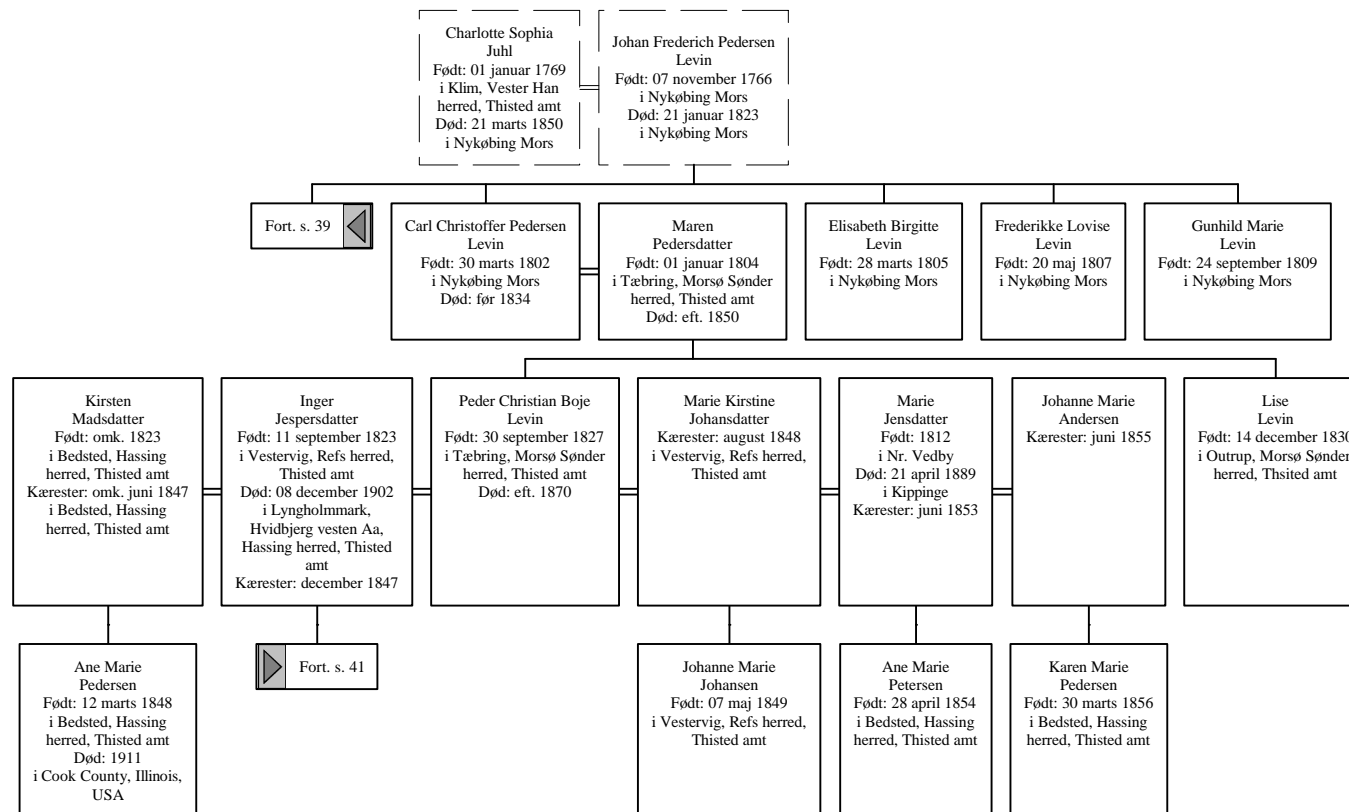 Charlotte Sophia
Juhl
Født: 01 januar 1769
i Klim, Vester Han
herred, Thisted amt
Død: 21 marts 1850
i Nykøbing Mors
Johan Frederich Pedersen
Levin
Født: 07 november 1766
i Nykøbing Mors
Død: 21 januar 1823
i Nykøbing Mors
Fort. s. 39
Carl Christoffer Pedersen
Levin
Født: 30 marts 1802
i Nykøbing Mors
Død: før 1834
Maren
Pedersdatter
Født: 01 januar 1804
i Tæbring, Morsø Sønder
herred, Thisted amt
Død: eft. 1850
Elisabeth Birgitte
Levin
Født: 28 marts 1805
i Nykøbing Mors
Frederikke Lovise
Levin
Født: 20 maj 1807
i Nykøbing Mors
Gunhild Marie
Levin
Født: 24 september 1809
i Nykøbing Mors
Kirsten
Madsdatter
Født: omk. 1823
i Bedsted, Hassing
herred, Thisted amt
Kærester: omk. juni 1847
i Bedsted, Hassing
herred, Thisted amt
Inger
Jespersdatter
Født: 11 september 1823
i Vestervig, Refs herred,
Thisted amt
Død: 08 december 1902
i Lyngholmmark,
Hvidbjerg vesten Aa,
Hassing herred, Thisted
amt
Kærester: december 1847
Peder Christian Boje
Levin
Født: 30 september 1827
i Tæbring, Morsø Sønder
herred, Thisted amt
Død: eft. 1870
Marie Kirstine
Johansdatter
Kærester: august 1848
i Vestervig, Refs herred,
Thisted amt
Marie
Jensdatter
Født: 1812
i Nr. Vedby
Død: 21 april 1889
i Kippinge
Kærester: juni 1853
Johanne Marie
Andersen
Kærester: juni 1855
Lise
Levin
Født: 14 december 1830
i Outrup, Morsø Sønder
herred, Thsited amt
Ane Marie
Pedersen
Født: 12 marts 1848
i Bedsted, Hassing
herred, Thisted amt
Død: 1911
i Cook County, Illinois,
USA
Fort. s. 41
Johanne Marie
Johansen
Født: 07 maj 1849
i Vestervig, Refs herred,
Thisted amt
Ane Marie
Petersen
Født: 28 april 1854
i Bedsted, Hassing
herred, Thisted amt
Karen Marie
Pedersen
Født: 30 marts 1856
i Bedsted, Hassing
herred, Thisted amt